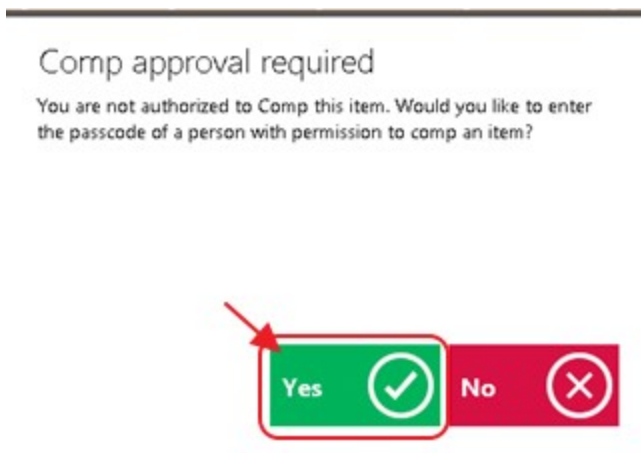 Comp approval required
You are not authorized to Comp this item. Would you like to enter
the passcode of a person with permission to comp an item?
Yes No